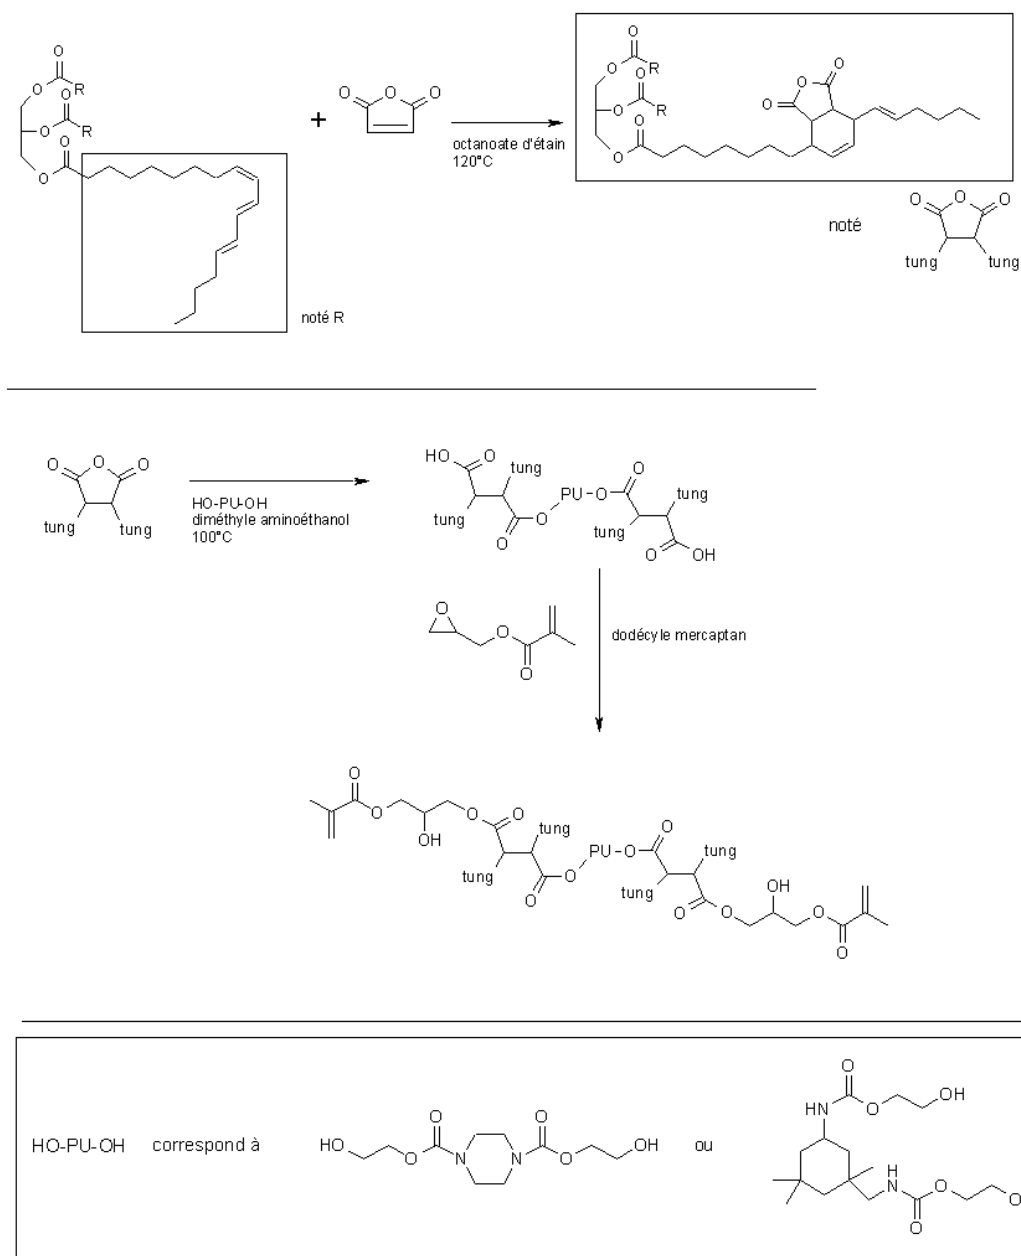 O
O
R
O
O
R
O
O
+
O O O
octanoate d'étain
120°C
O
O
R
O
O
R
O
O
O
O
O
noté R
noté
O O O
tung tung
O O O
tung
tung
HO-PU-OH
diméthyle aminoéthanol
100°C
HO O
tung
tung
O
O
PU
O
O
tung
tung
O
OH
O
O
O
dodécyle mercaptan
O
O
OH
O
O
tung
tung
O
O
PU
O
O
tung
tung
O
O
OH
O
O
HO-PU-OH correspond à
HO
O
O
N
N
O
O
OH
ou
HN
O
O
OH
H
N
O
O
O